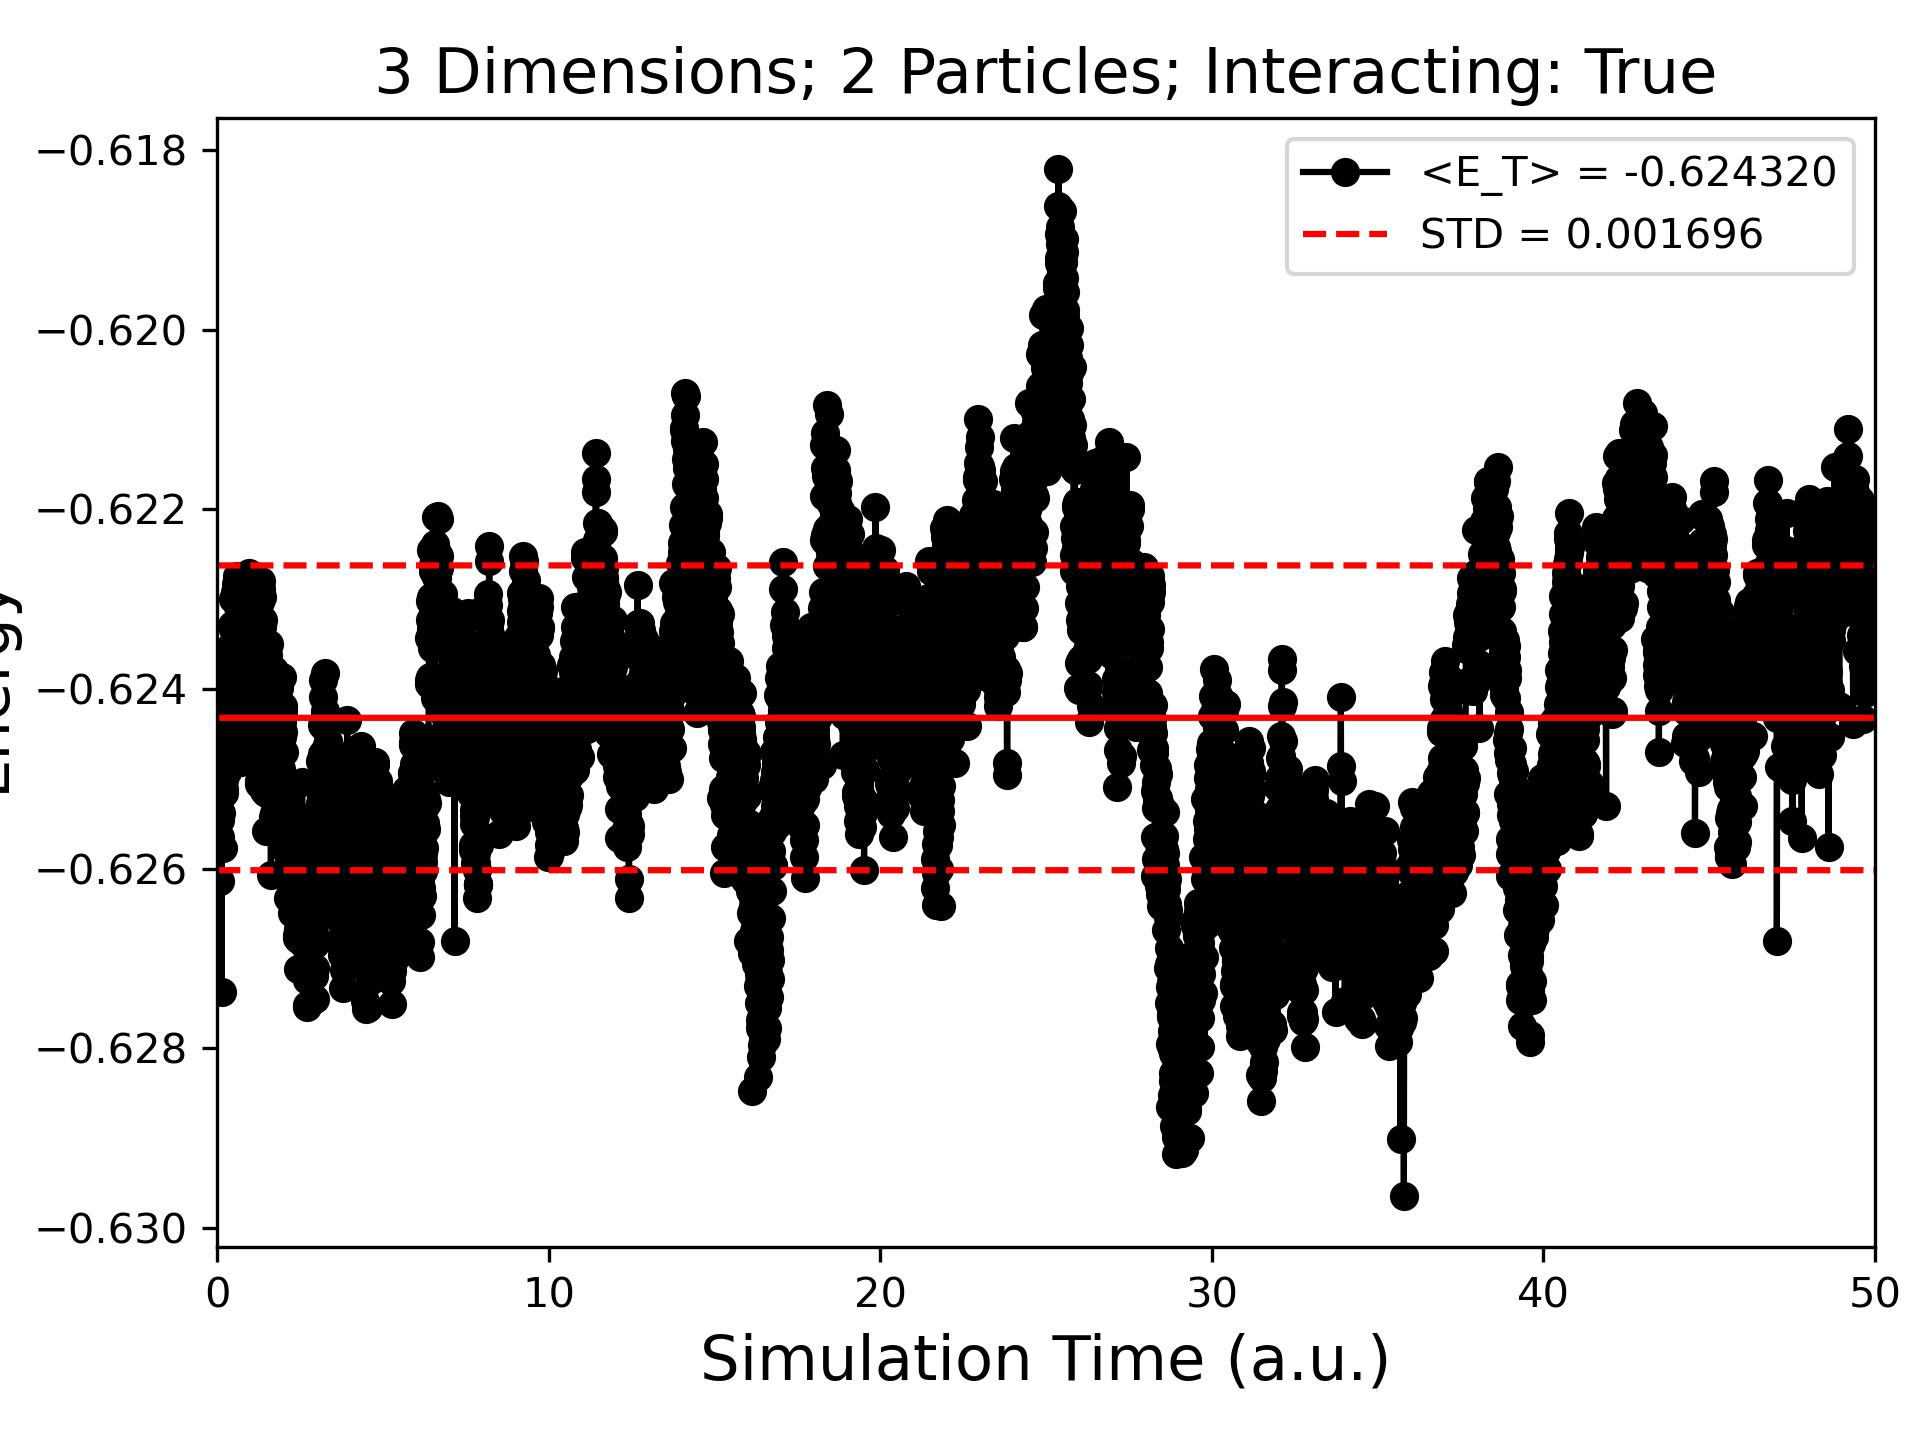 3 Dimensions; 2 Particles; Interacting: True
<E_T> = -0.624320
STD = 0.001696
−0.618
−0.620
−0.622
−0.624
−0.626
−0.628
−0.630
Energy
0 10 20 30 40 50
Simulation Time (a.u.)